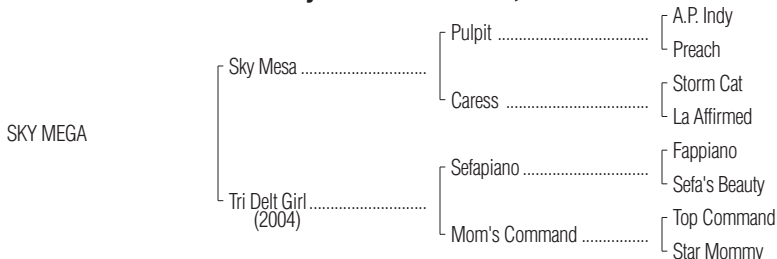 A.P. Indy
Pulpit ..........................................
Preach
Sky Mesa ...............................
Storm Cat
Caress ........................................
La Affirmed
SKY MEGA
Fappiano
Sefapiano ...................................
Sefa's Beauty
Tri Delt Girl .............................
(2004)
Top Command
Mom's Command ..................
Star Mommy